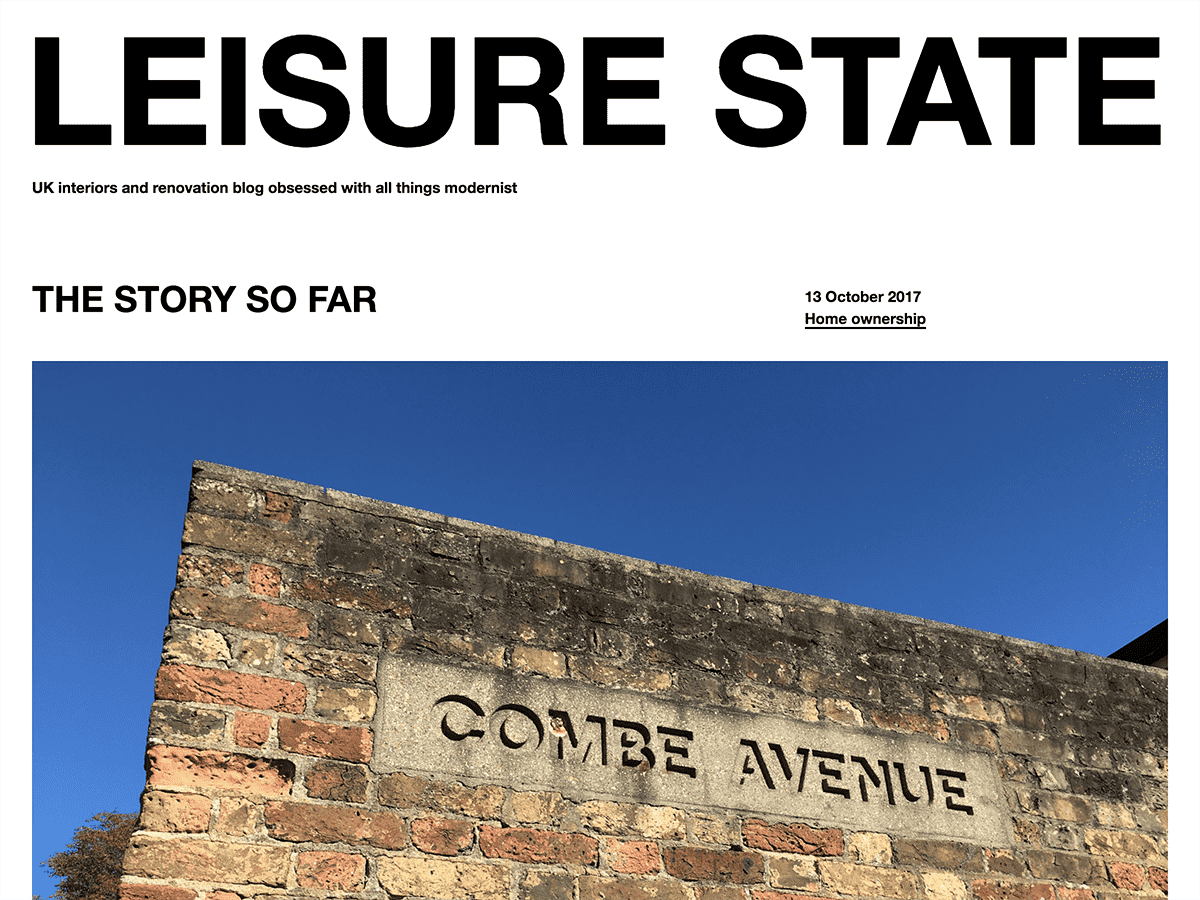 LEISURE STATE
UK interiors and renovation blog obsessed with all things modernist
THE STORY SO FAR
13 October 2017
Home ownership
COMBE AVENUE